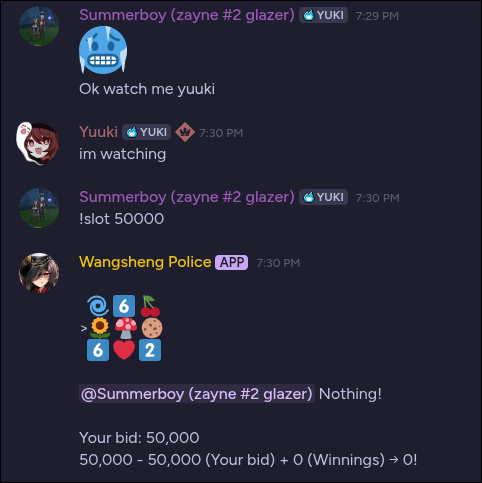 Summerboy (zayne #2 glazer) YUKI 7:29 PM
Ok watch me yuuki
Yuuki YUKI 7:30 PM
im watching
Summerboy (zayne #2 glazer) YUKI 7:30 PM
!slot 50000
Wangsheng Police APP 7:30 PM
6
>
6 2
@Summerboy (zayne #2 glazer) Nothing!
Your bid: 50,000
50,000 - 50,000 (Your bid) + 0 (Winnings) → 0!